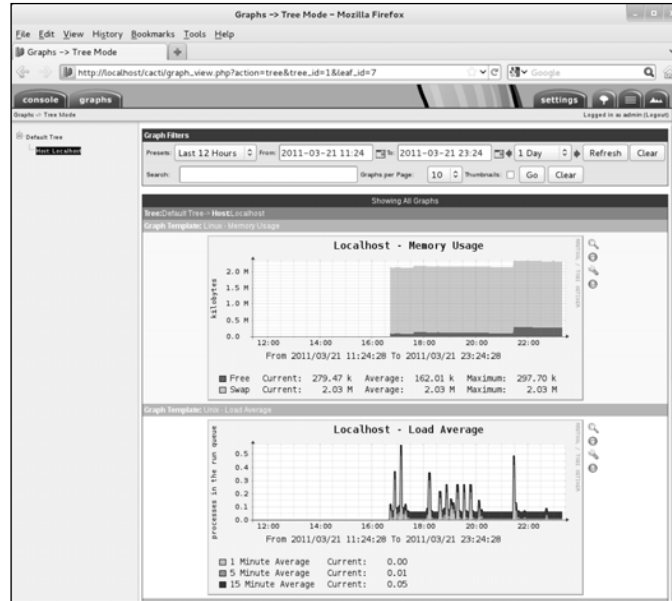 Graphs -> Tree Mode - Mozilla Firefox
File Edit View History Bookmarks Tools Help
Graphs -> Tree Mode
http://localhost/cacti/graph_view.php?action=tree&tree_id=1&leaf_id=7
Google
console graphs settings
Graphs -> Tree Mode Logged in as admin (Logout)
Default Tree
Host: Localhost
Graph Filters
Presets: Last 12 Hours From: 2011-03-21 11:24 To: 2011-03-21 23:24 1 Day Refresh Clear
Search: Graphs per Page: 10 Thumbnails: Go Clear
Showing All Graphs
Tree:Default Tree -> Host:Localhost
Graph Template: Linux - Memory Usage
Localhost - Memory Usage
kilobytes
2.0 M
1.5 M
1.0 M
0.5 M
0.0
12:00 14:00 16:00 18:00 20:00 22:00
From 2011/03/21 11:24:28 To 2011/03/21 23:24:28
Free Current: 279.47 k Average: 162.01 k Maximum: 297.70 k
Swap Current: 2.03 M Average: 2.03 M Maximum: 2.03 M
RRDTOOL / TOBI OETIKER
Graph Template: Unix - Load Average
Localhost - Load Average
processes in the run queue
0.5
0.4
0.3
0.2
0.1
0.0
12:00 14:00 16:00 18:00 20:00 22:00
From 2011/03/21 11:24:28 To 2011/03/21 23:24:28
1 Minute Average Current: 0.00
5 Minute Average Current: 0.01
15 Minute Average Current: 0.05
RRDTOOL / TOBI OETIKER